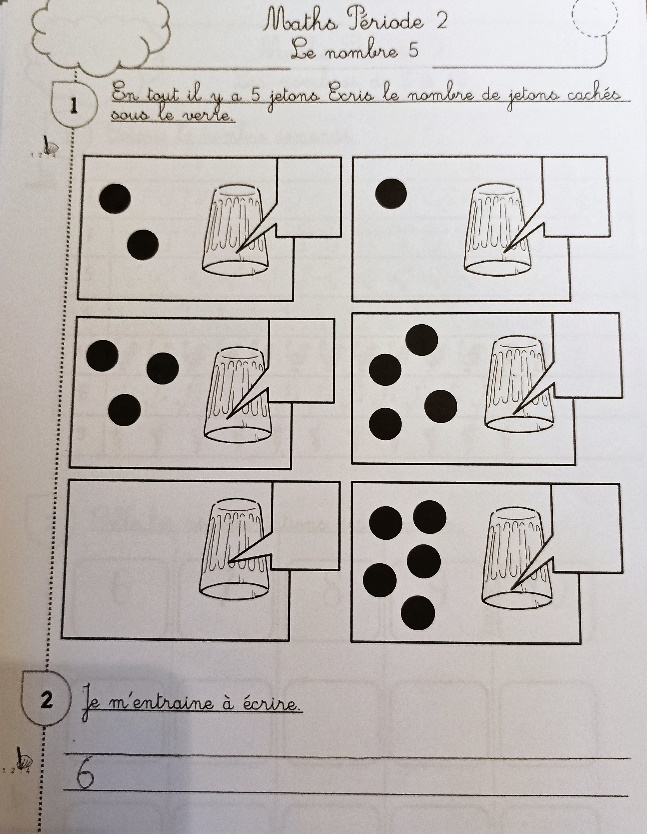 Maths Période 2
Le nombre 5
1
En tout il y a 5 jetons Ecris le nombre de jetons cachés
sous le verre.
2
Je m'entraine à écrire.
6